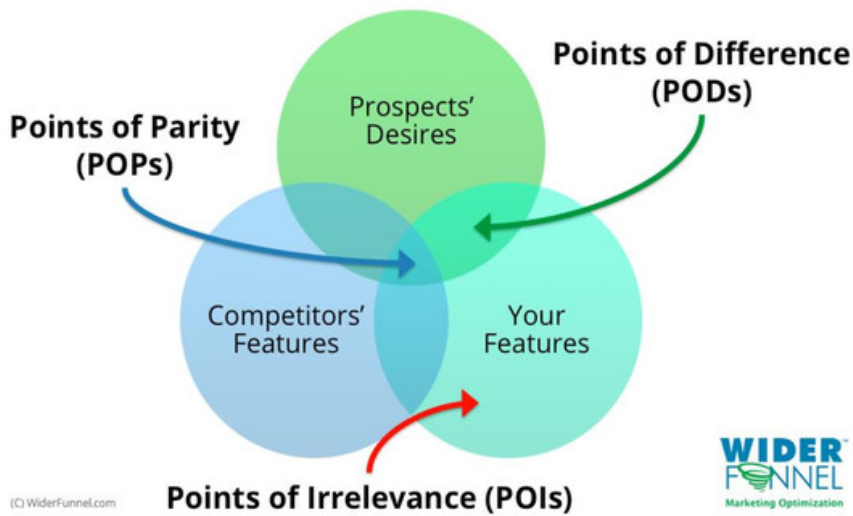 Prospects'
Desires
Points of Difference
(PODs)
Points of Parity
(POPs)
Competitors'
Features
Your
Features
Points of Irrelevance (POIs)
(C) WiderFunnel.com
WIDER™
FUNNEL
Marketing Optimization